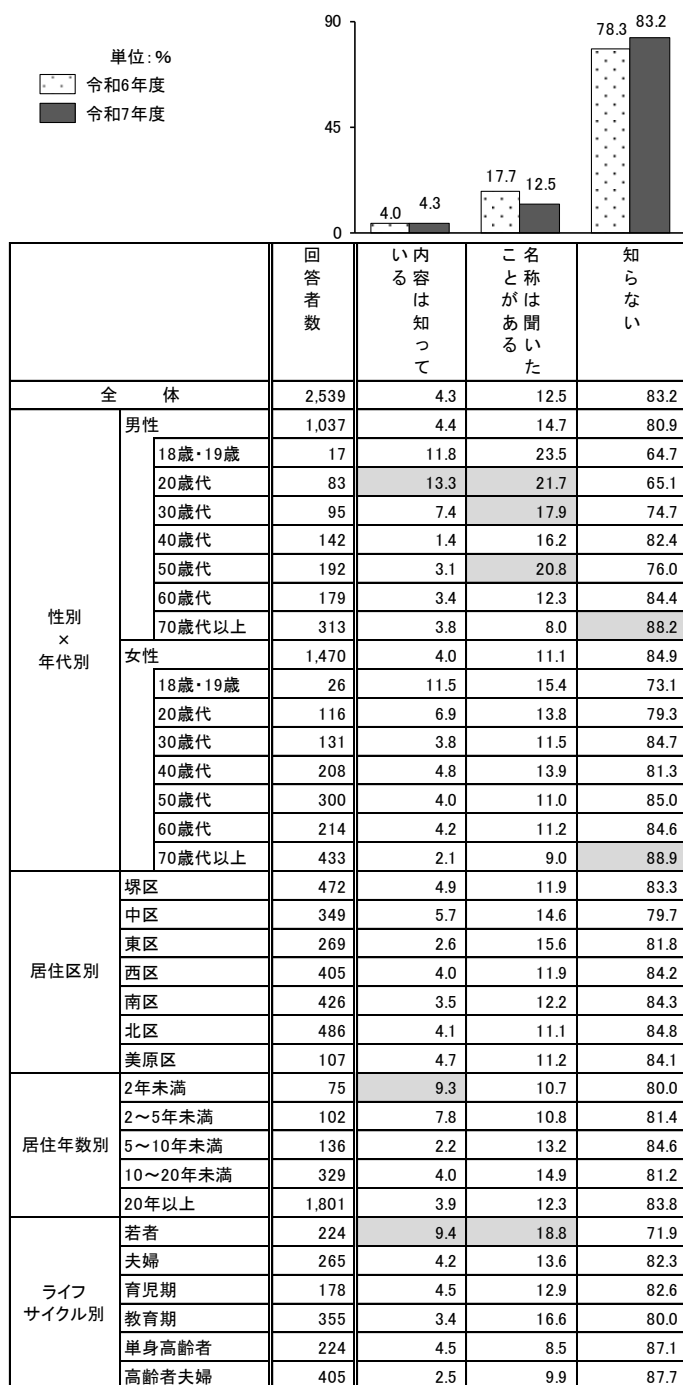 単位:%
令和6年度
令和7年度
90
45
0
4.0 4.3
17.7 12.5
78.3 83.2
回答者数 内容は知っている 名称は聞いたことがある 知らない
全 体 2,539 4.3 12.5 83.2
性別×年代別
男性 1,037 4.4 14.7 80.9
18歳・19歳 17 11.8 23.5 64.7
20歳代 83 13.3 21.7 65.1
30歳代 95 7.4 17.9 74.7
40歳代 142 1.4 16.2 82.4
50歳代 192 3.1 20.8 76.0
60歳代 179 3.4 12.3 84.4
70歳代以上 313 3.8 8.0 88.2
女性 1,470 4.0 11.1 84.9
18歳・19歳 26 11.5 15.4 73.1
20歳代 116 6.9 13.8 79.3
30歳代 131 3.8 11.5 84.7
40歳代 208 4.8 13.9 81.3
50歳代 300 4.0 11.0 85.0
60歳代 214 4.2 11.2 84.6
70歳代以上 433 2.1 9.0 88.9
居住区別
堺区 472 4.9 11.9 83.3
中区 349 5.7 14.6 79.7
東区 269 2.6 15.6 81.8
西区 405 4.0 11.9 84.2
南区 426 3.5 12.2 84.3
北区 486 4.1 11.1 84.8
美原区 107 4.7 11.2 84.1
居住年数別
2年未満 75 9.3 10.7 80.0
2～5年未満 102 7.8 10.8 81.4
5～10年未満 136 2.2 13.2 84.6
10～20年未満 329 4.0 14.9 81.2
20年以上 1,801 3.9 12.3 83.8
ライフ
サイクル別
若者 224 9.4 18.8 71.9
夫婦 265 4.2 13.6 82.3
育児期 178 4.5 12.9 82.6
教育期 355 3.4 16.6 80.0
単身高齢者 224 4.5 8.5 87.1
高齢者夫婦 405 2.5 9.9 87.7